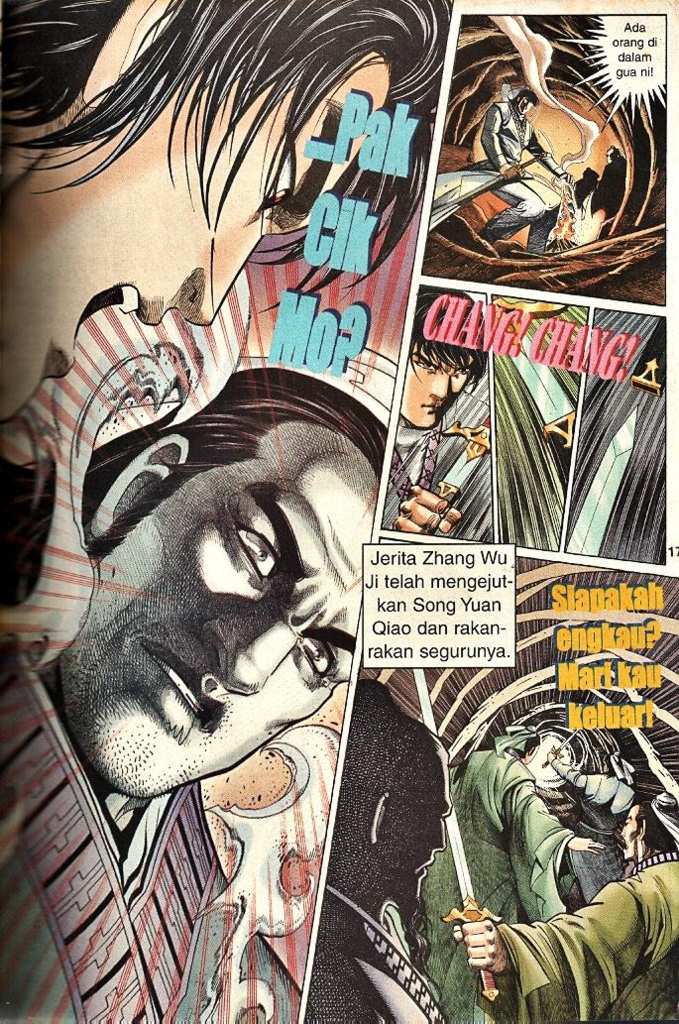 ...Pak
Cik
Mo?
Ada
orang di
dalam
gua ni!
CHANG! CHANG!
17
Jerita Zhang Wu
Ji telah mengejut-
kan Song Yuan
Qiao dan rakan-
rakan segurunya.
Siapakah
engkau?
Mari kau
keluar!